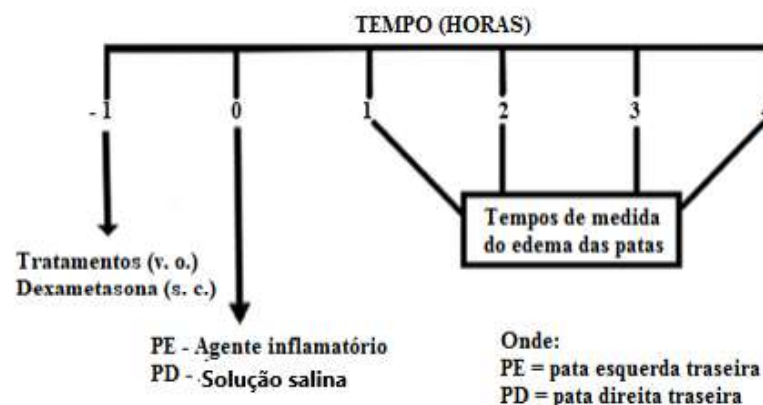 TEMPO (HORAS)
- 1 0 1 2 3
Tempos de medida
do edema das patas
Tratamentos (v. o.)
Dexametasona (s. c.)
PE - Agente inflamatório
PD - .Solução salina
Onde:
PE = pata esquerda traseira
PD = pata direita traseira